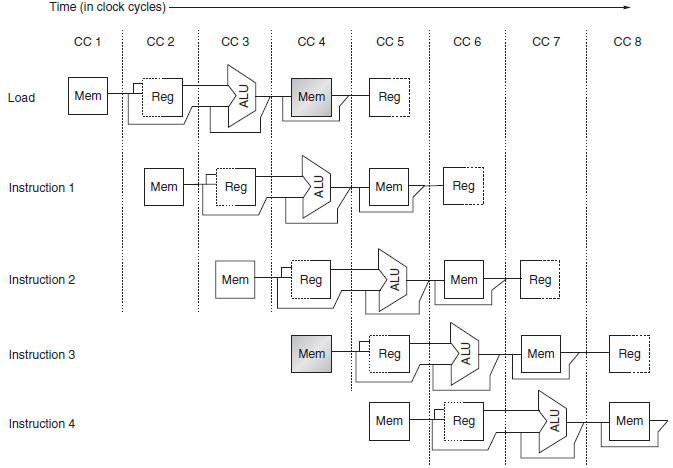 Time (in clock cycles)
CC 1 CC 2 CC 3 CC 4 CC 5 CC 6 CC 7 CC 8
Load Mem Reg ALU Mem Reg
Instruction 1 Mem Reg ALU Mem Reg
Instruction 2 Mem Reg ALU Mem Reg
Instruction 3 Mem Reg ALU Mem Reg
Instruction 4 Mem Reg ALU Mem